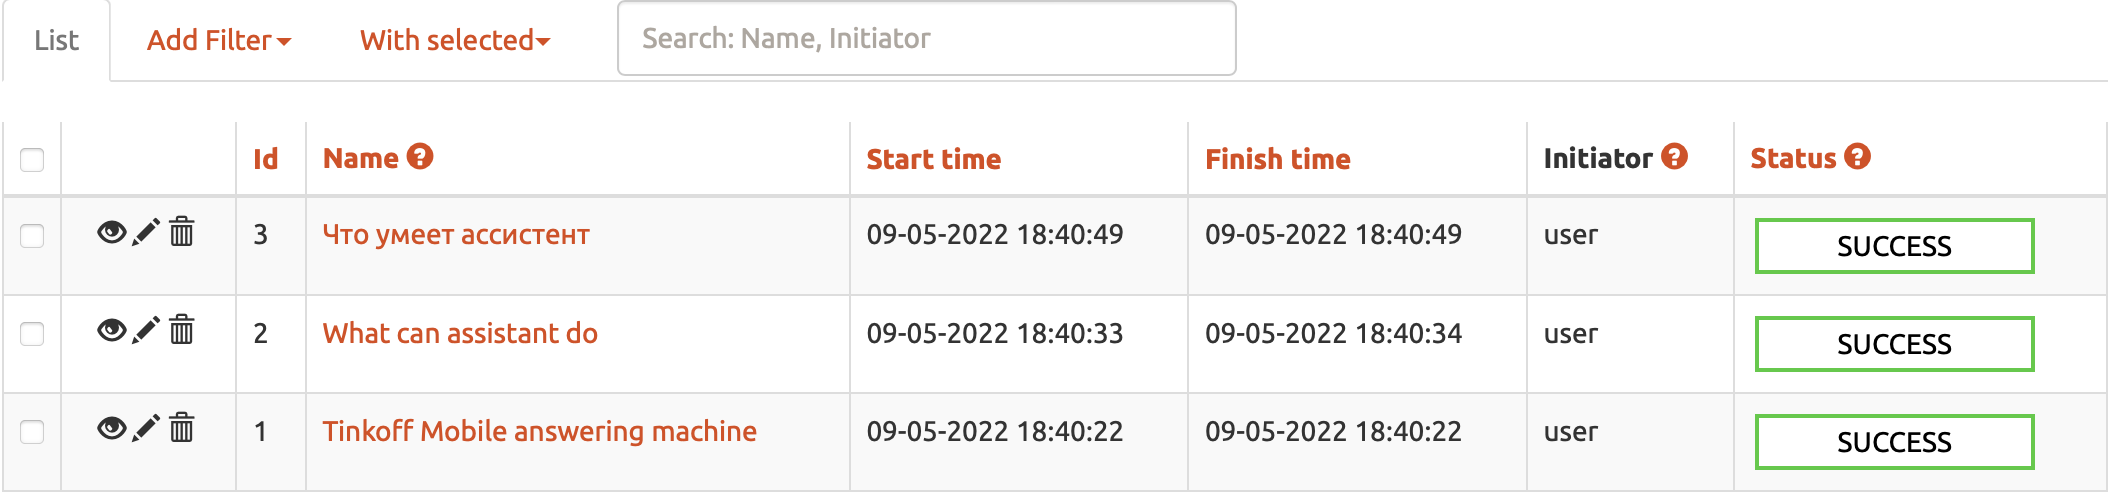 List Add Filter With selected Search: Name, Initiator
Id Name Start time Finish time Initiator Status
3 Что умеет ассистент 09-05-2022 18:40:49 09-05-2022 18:40:49 user SUCCESS
2 What can assistant do 09-05-2022 18:40:33 09-05-2022 18:40:34 user SUCCESS
1 Tinkoff Mobile answering machine 09-05-2022 18:40:22 09-05-2022 18:40:22 user SUCCESS